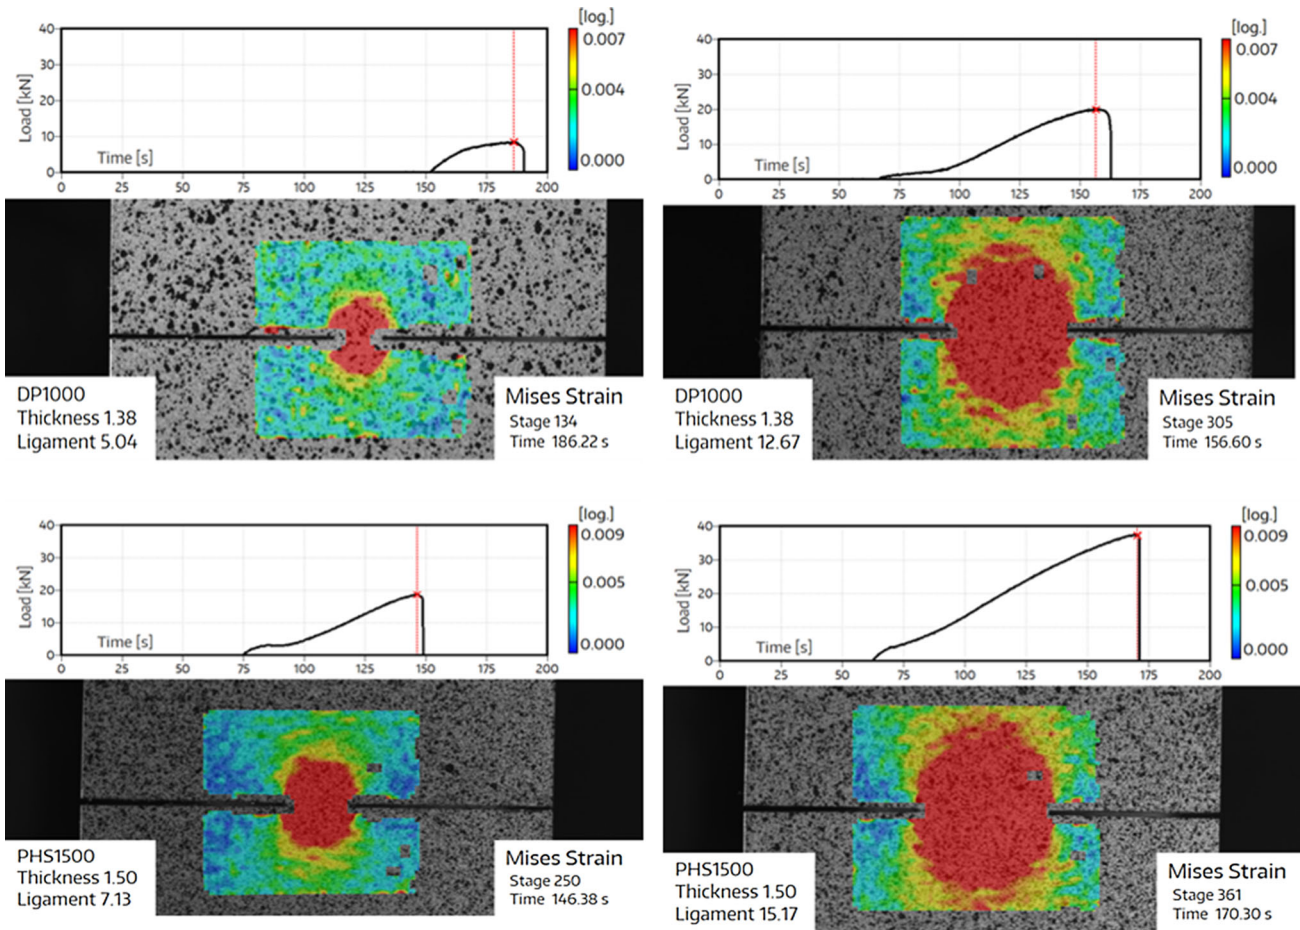 [log.]
0.007
0.004
0.000
40
30
20
10
0
Load [kN]
Time [s]
0 25 50 75 100 125 150 175 200
DP1000
Thickness 1.38
Ligament 5.04
Mises Strain
Stage 134
Time 186.22 s
[log.]
0.007
0.004
0.000
40
30
20
10
0
Load [kN]
Time [s]
0 25 50 75 100 125 150 175 200
DP1000
Thickness 1.38
Ligament 12.67
Mises Strain
Stage 305
Time 156.60 s
[log.]
0.009
0.005
0.000
40
30
20
10
0
Load [kN]
Time [s]
0 25 50 75 100 125 150 175 200
PHS1500
Thickness 1.50
Ligament 7.13
Mises Strain
Stage 250
Time 146.38 s
[log.]
0.009
0.005
0.000
40
30
20
10
0
Load [kN]
Time [s]
0 25 50 75 100 125 150 175 200
PHS1500
Thickness 1.50
Ligament 15.17
Mises Strain
Stage 361
Time 170.30 s